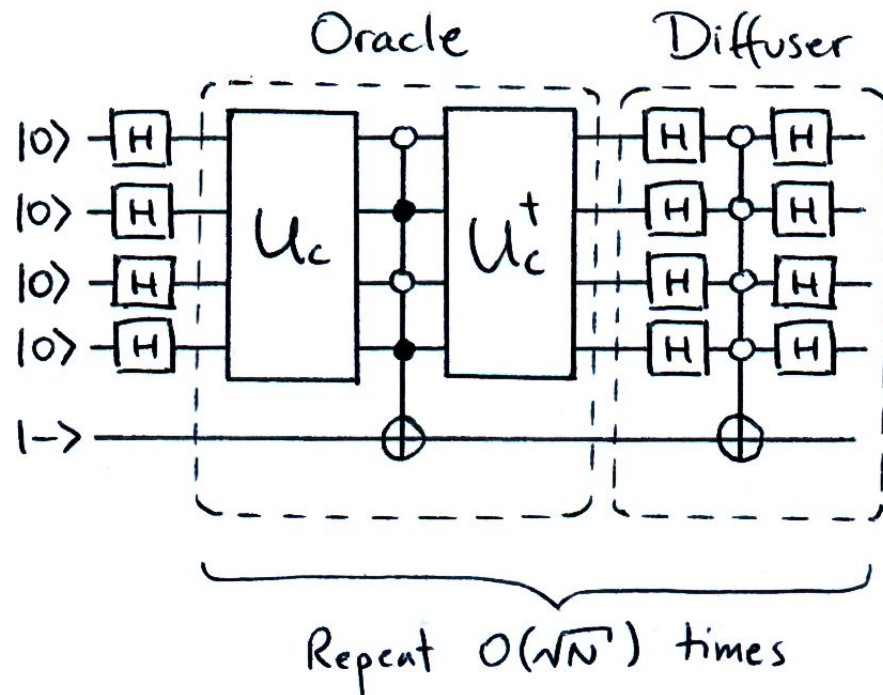 Oracle Diffuser
|0⟩ H H H
|0⟩ H H H
U_c U_c^†
|0⟩ H H H
|0⟩ H H H
|−⟩
Repeat O(√N) times